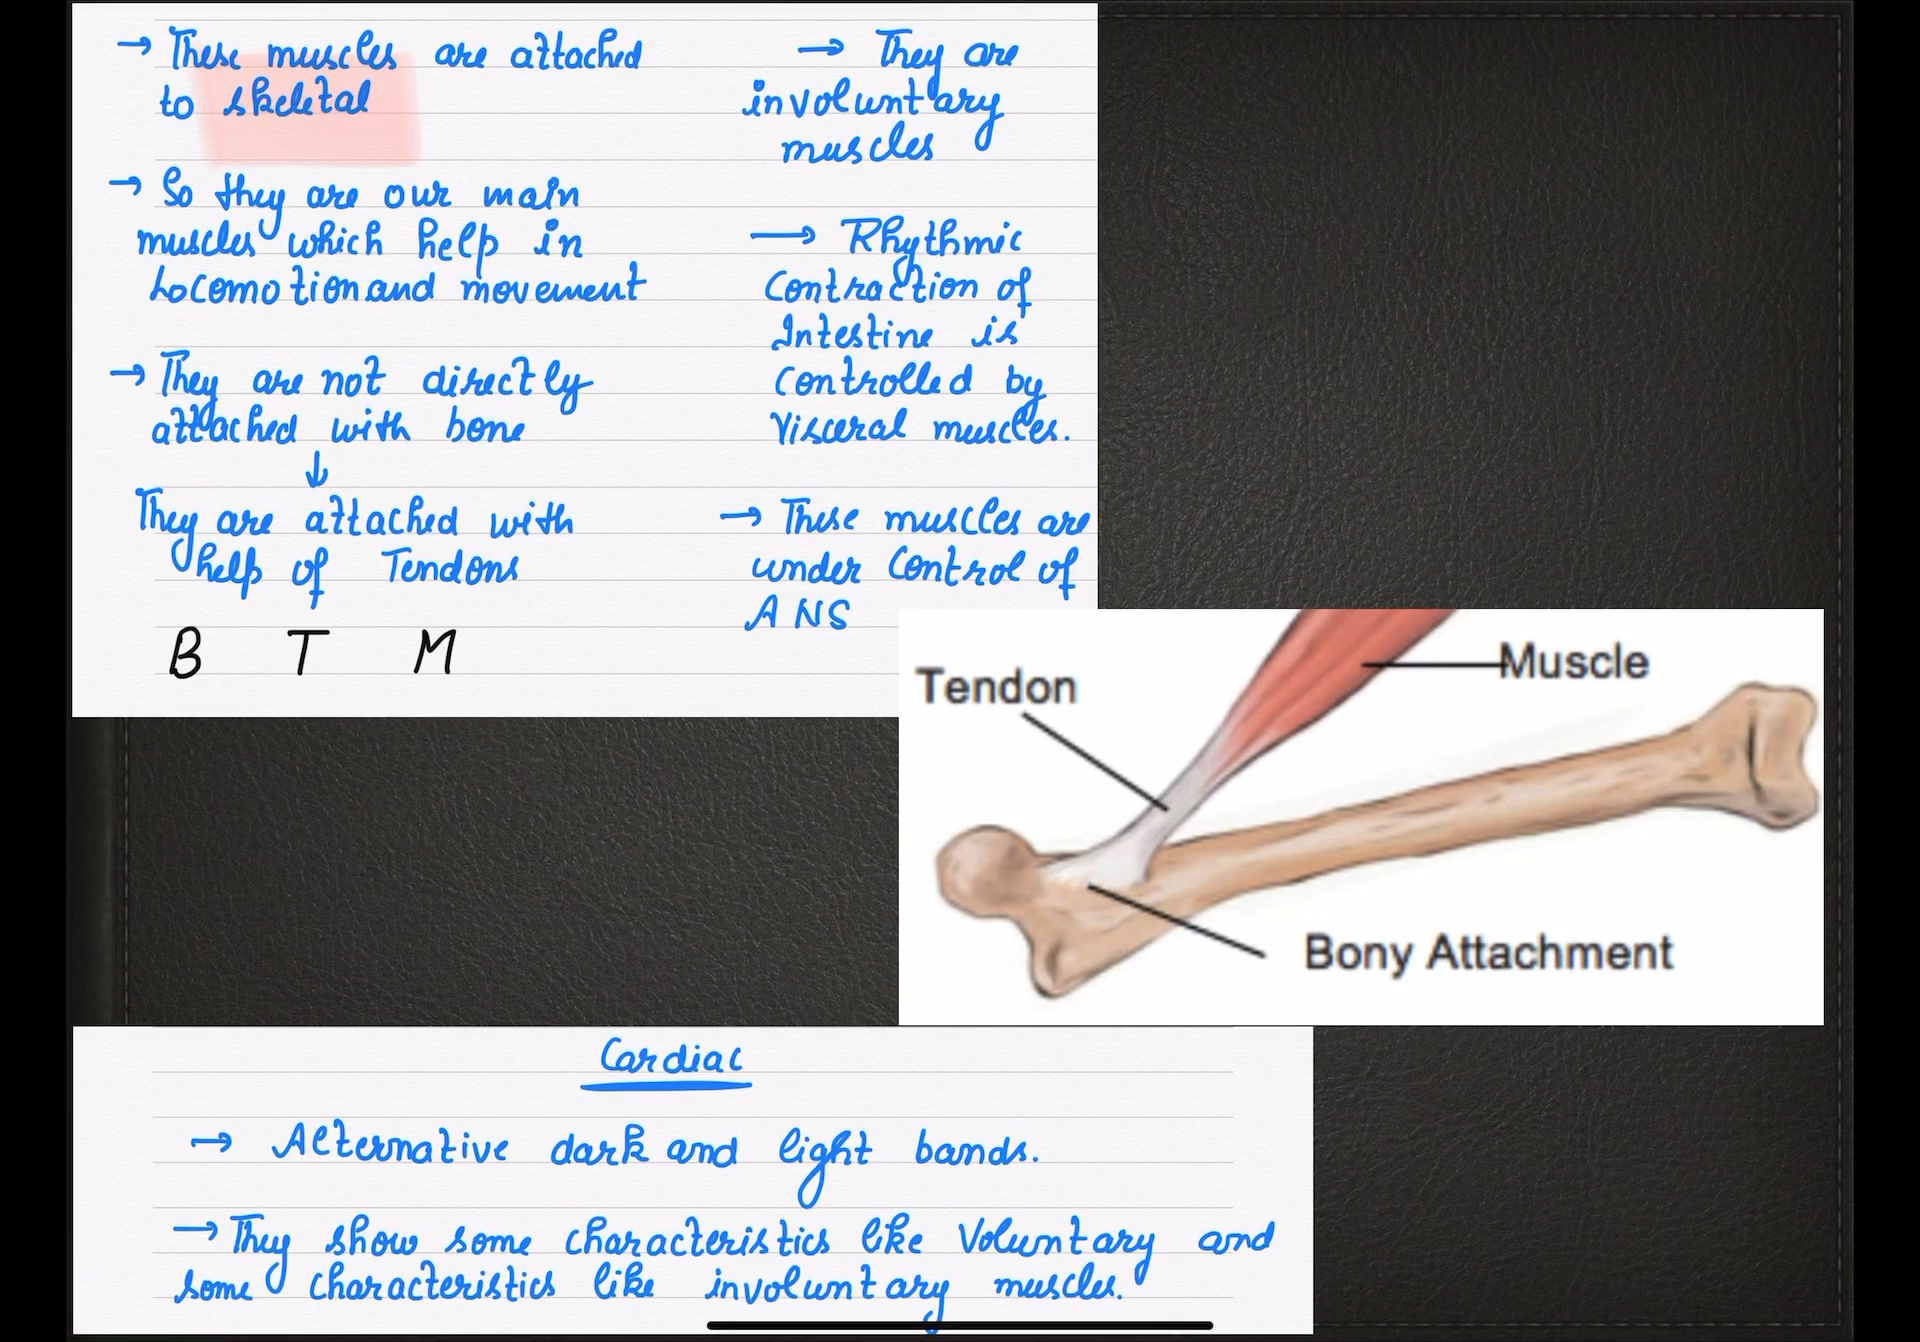 → These muscles are attached
to skeletal
→ So they are our main
muscles which help in
Locomotion and movement
→ They are not directly
attached with bone
↓
They are attached with
help of Tendons
B T M
→ They are
involuntary
muscles
→ Rhythmic
Contraction of
Intestine is
Controlled by
Visceral muscles.
→ These muscles are
under Control of
ANS
Tendon
Muscle
Bony Attachment
Cardiac
→ Alternative dark and light bands.
→ They show some characteristics like Voluntary and
some characteristics like involuntary muscles.